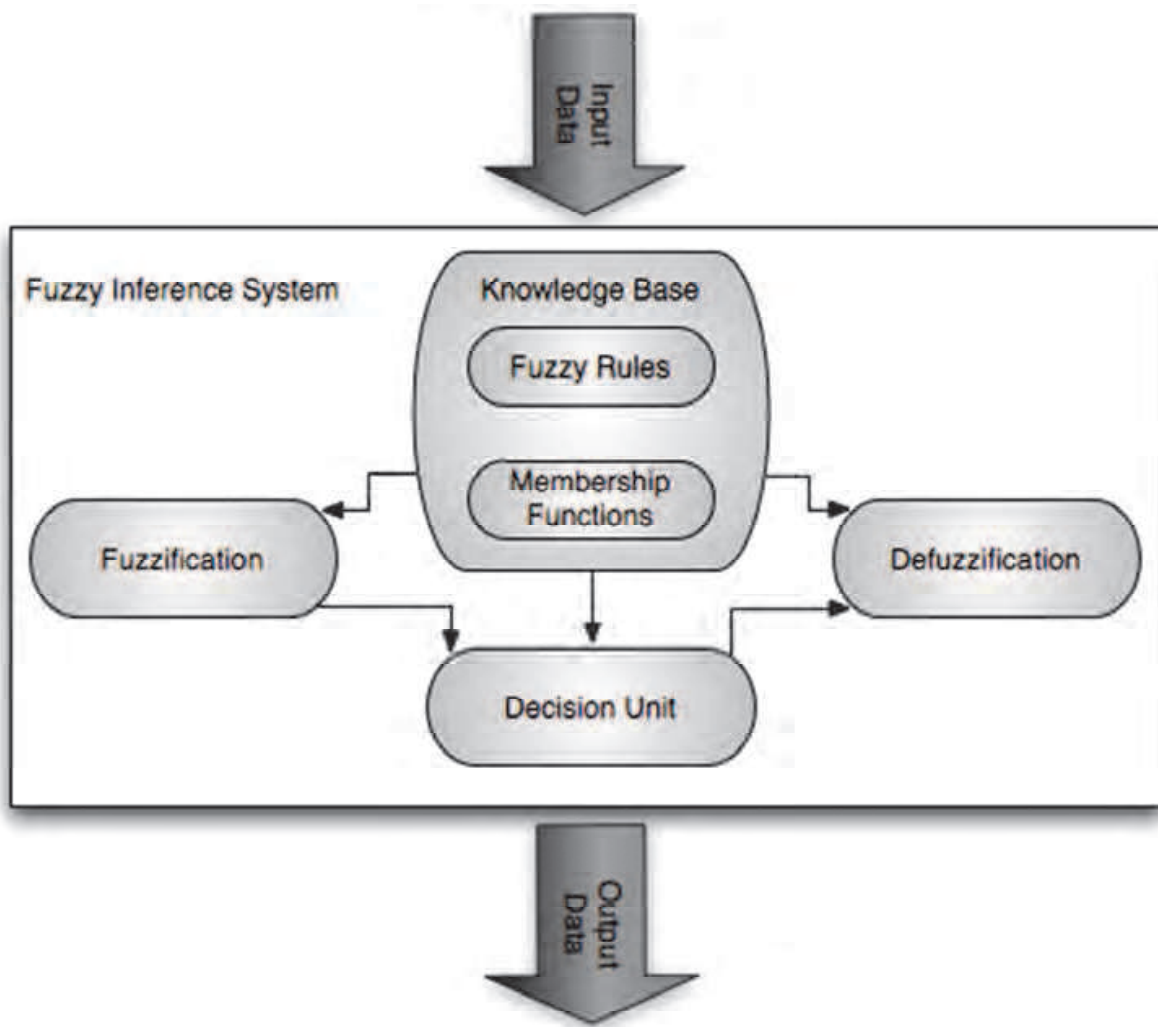 Input
Data
Fuzzy Inference System
Knowledge Base
Fuzzy Rules
Membership
Functions
Fuzzification
Defuzzification
Decision Unit
Output
Data